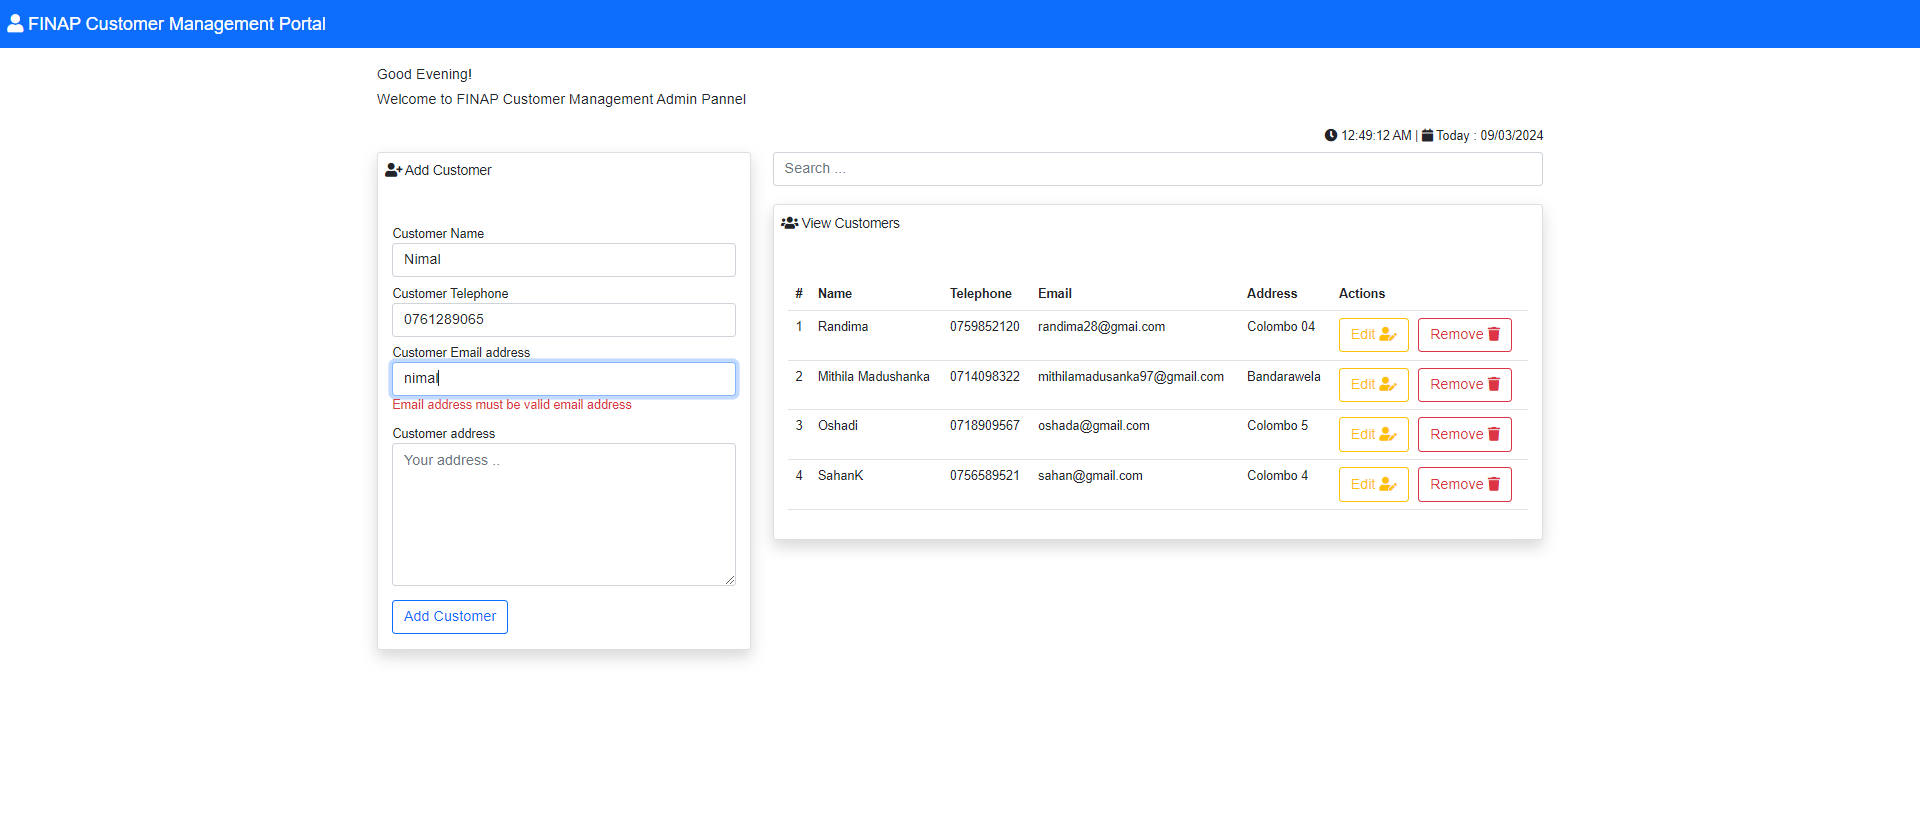 FINAP Customer Management Portal
Good Evening!
Welcome to FINAP Customer Management Admin Pannel
12:49:12 AM | Today : 09/03/2024
Add Customer
Customer Name
Nimal
Customer Telephone
0761289065
Customer Email address
nimal
Email address must be valid email address
Customer address
Your address ..
Add Customer
Search ...
View Customers
# Name Telephone Email Address Actions
1 Randima 0759852120 randima28@gmai.com Colombo 04 Edit Remove
2 Mithila Madushanka 0714098322 mithilamadusanka97@gmail.com Bandarawela Edit Remove
3 Oshadi 0718909567 oshada@gmail.com Colombo 5 Edit Remove
4 SahanK 0756589521 sahan@gmail.com Colombo 4 Edit Remove